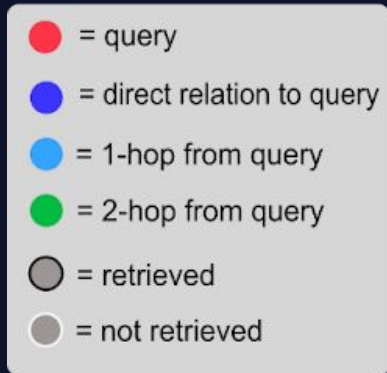 = query
= direct relation to query
= 1-hop from query
= 2-hop from query
= retrieved
= not retrieved